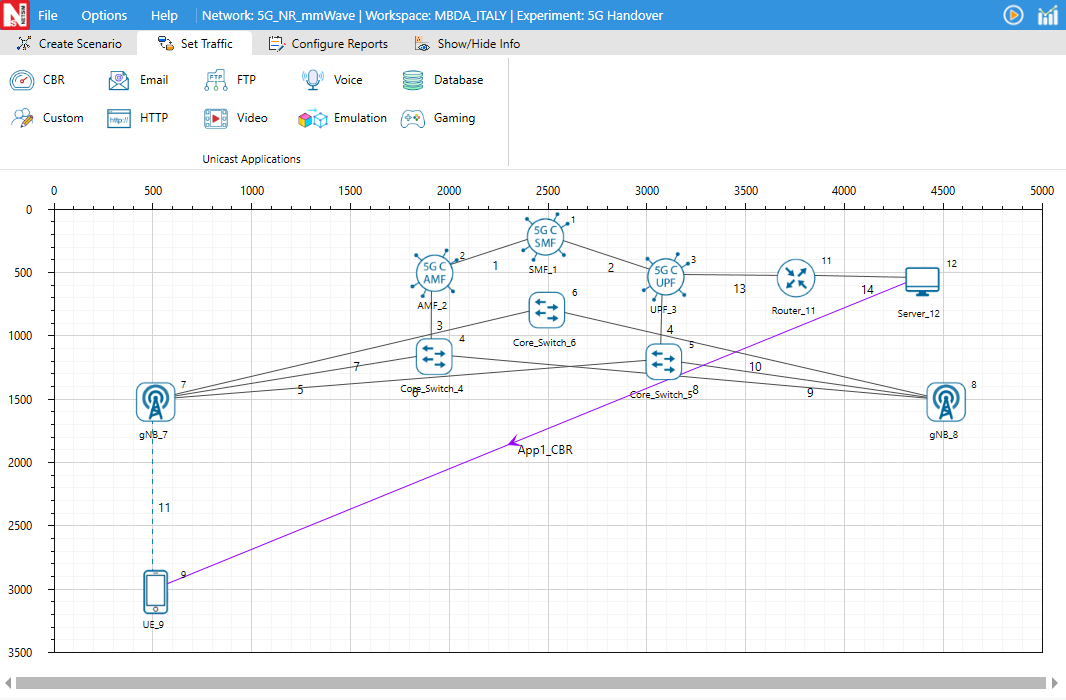 File Options Help Network: 5G_NR_mmWave | Workspace: MBDA_ITALY | Experiment: 5G Handover
Create Scenario Set Traffic Configure Reports Show/Hide Info
CBR Email FTP Voice Database
Custom HTTP Video Emulation Gaming
Unicast Applications
0 500 1000 1500 2000 2500 3000 3500 4000 4500 5000
0
500
1000
1500
2000
2500
3000
3500
5G C
SMF
1
SMF_1
5G C
AMF
2
AMF_2
5G C
UPF
3
UPF_3
11
Router_11
12
Server_12
6
Core_Switch_6
4
Core_Switch_4
5
Core_Switch_5
7
gNB_7
8
gNB_8
9
UE_9
1
2
3
4
5
6
7
8
9
10
11
13
14
App1_CBR